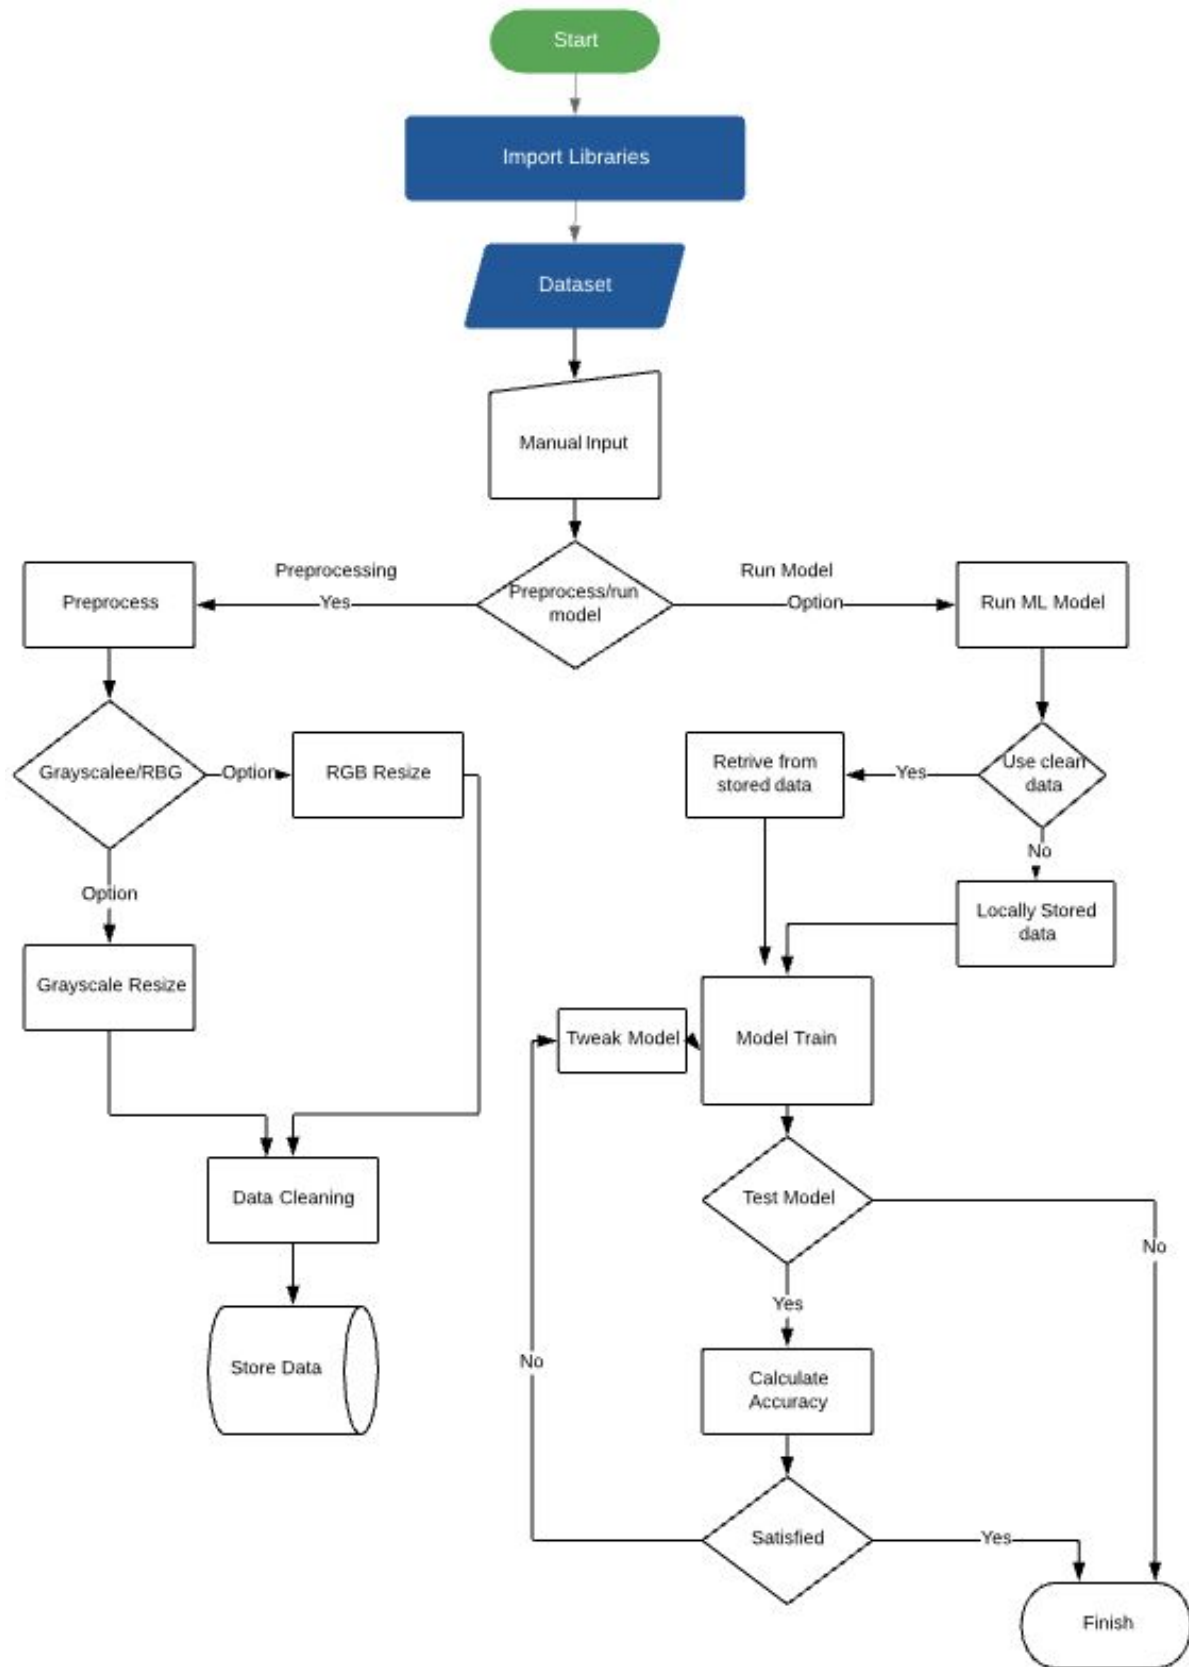 Start
Import Libraries
Dataset
Manual Input
Preprocessing
Run Model
Preprocess
Yes
Preprocess/run
model
Option
Run ML Model
Grayscalee/RBG
Option
RGB Resize
Retrive from
stored data
Yes
Use clean
data
No
Option
Locally Stored
data
Grayscale Resize
Tweak Model
Model Train
Data Cleaning
Test Model
No
Yes
Store Data
No
Calculate
Accuracy
Satisfied
Yes
Finish